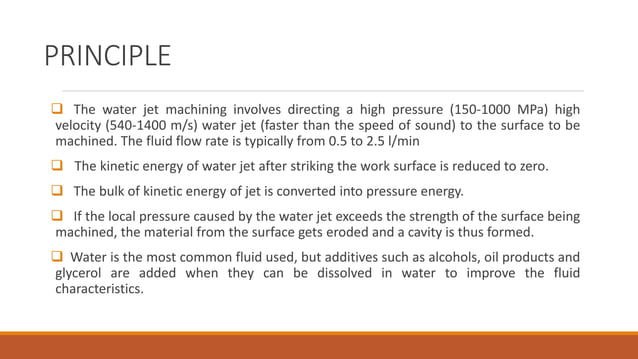 PRINCIPLE
❑ The water jet machining involves directing a high pressure (150-1000 MPa) high
velocity (540-1400 m/s) water jet (faster than the speed of sound) to the surface to be
machined. The fluid flow rate is typically from 0.5 to 2.5 l/min
❑ The kinetic energy of water jet after striking the work surface is reduced to zero.
❑ The bulk of kinetic energy of jet is converted into pressure energy.
❑ If the local pressure caused by the water jet exceeds the strength of the surface being
machined, the material from the surface gets eroded and a cavity is thus formed.
❑ Water is the most common fluid used, but additives such as alcohols, oil products and
glycerol are added when they can be dissolved in water to improve the fluid
characteristics.